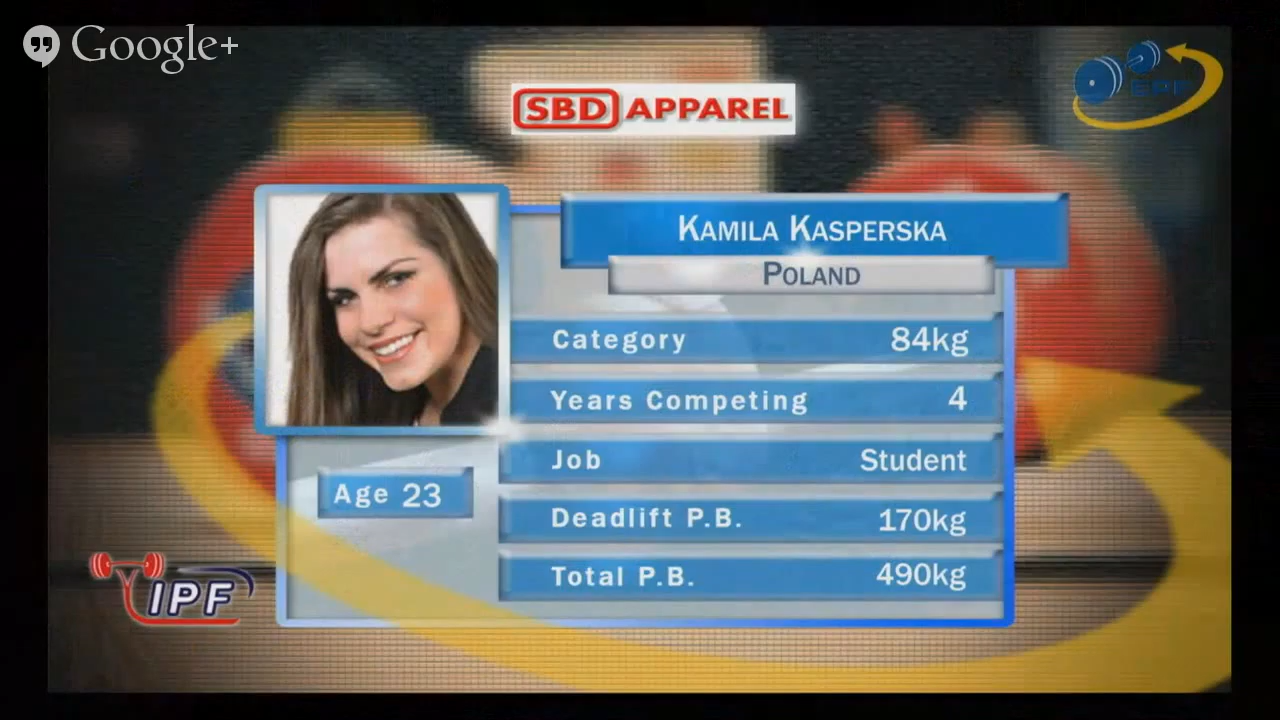 Google+
EPF
SBD APPAREL
Kamila Kasperska
Poland
Category 84kg
Years Competing 4
Job Student
Age 23
Deadlift P.B. 170kg
Total P.B. 490kg
IPF